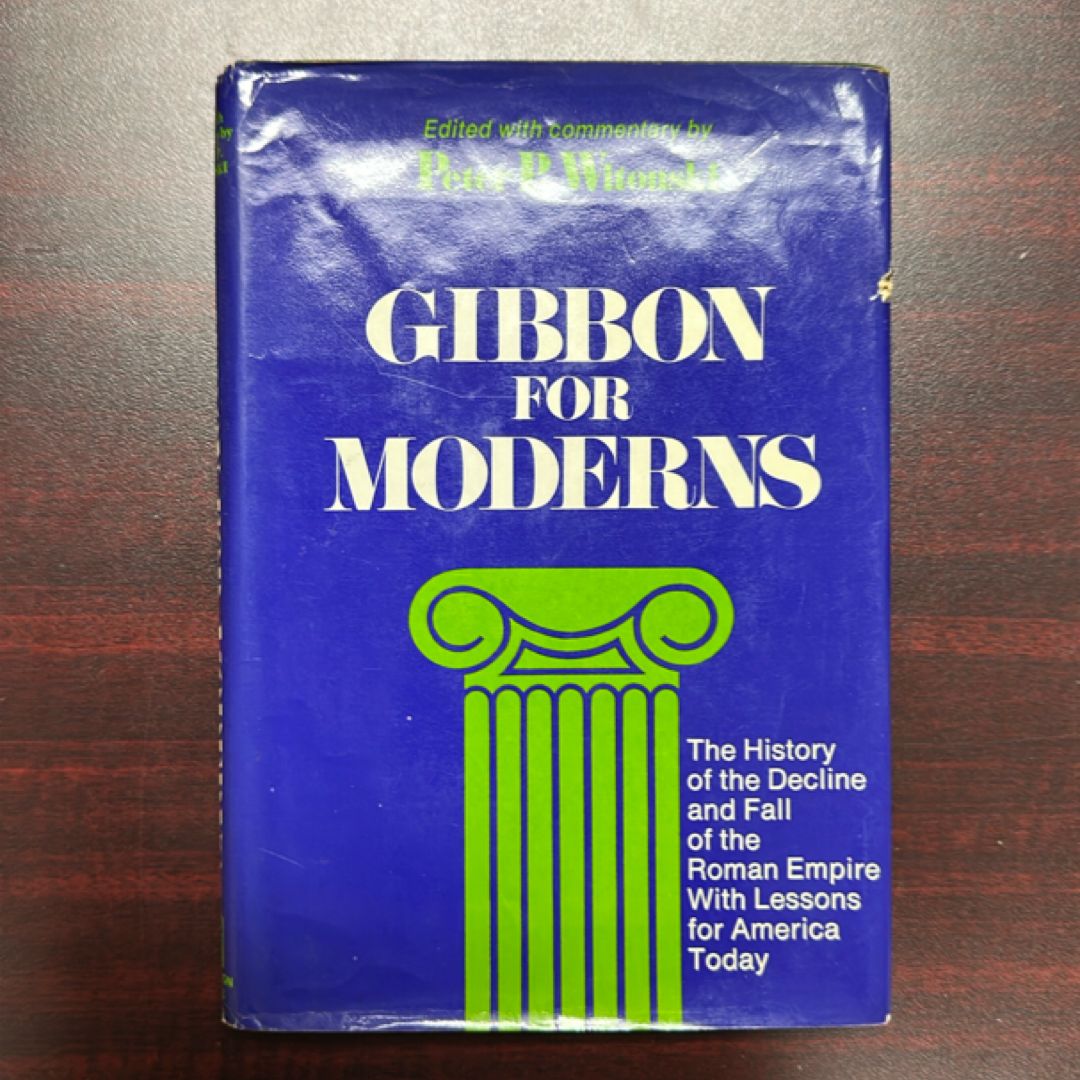 Edited with commentary by
Peter P. Witonski
GIBBON
FOR
MODERNS
The History
of the Decline
and Fall
of the
Roman Empire
With Lessons
for America
Today